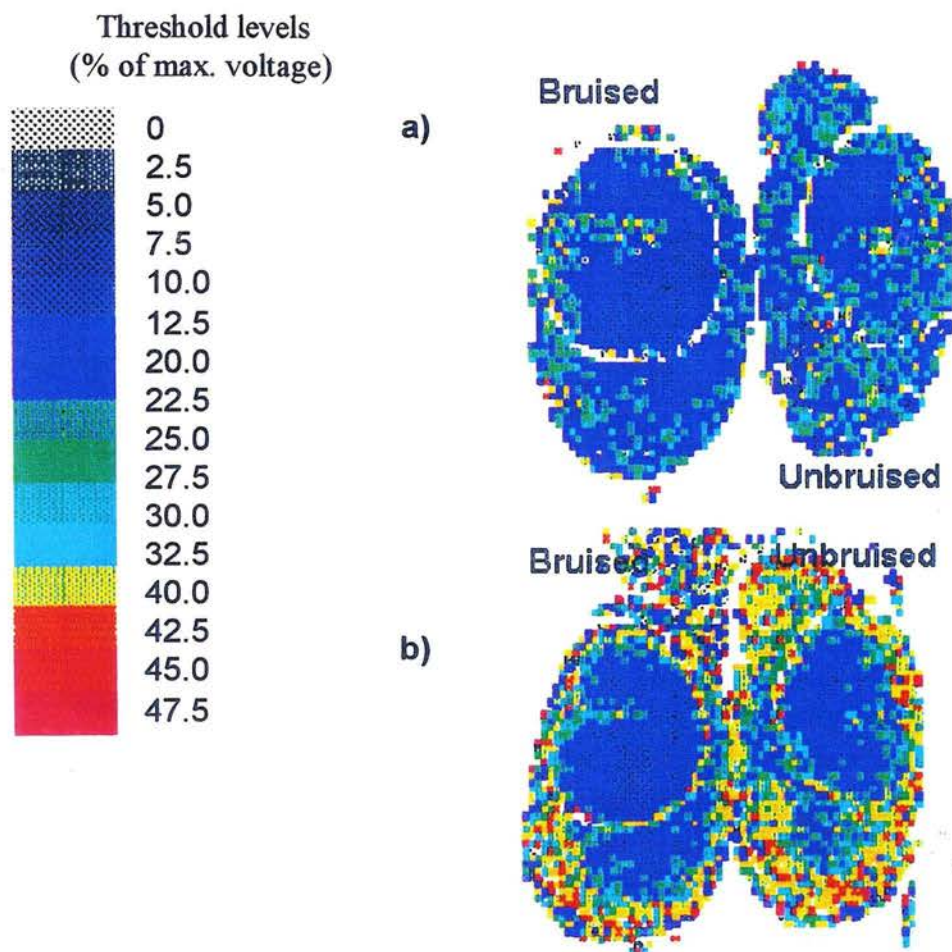 Threshold levels
(% of max. voltage)
0
2.5
5.0
7.5
10.0
12.5
20.0
22.5
25.0
27.5
30.0
32.5
40.0
42.5
45.0
47.5
a)
Bruised
Unbruised
b)
Bruised
Unbruised